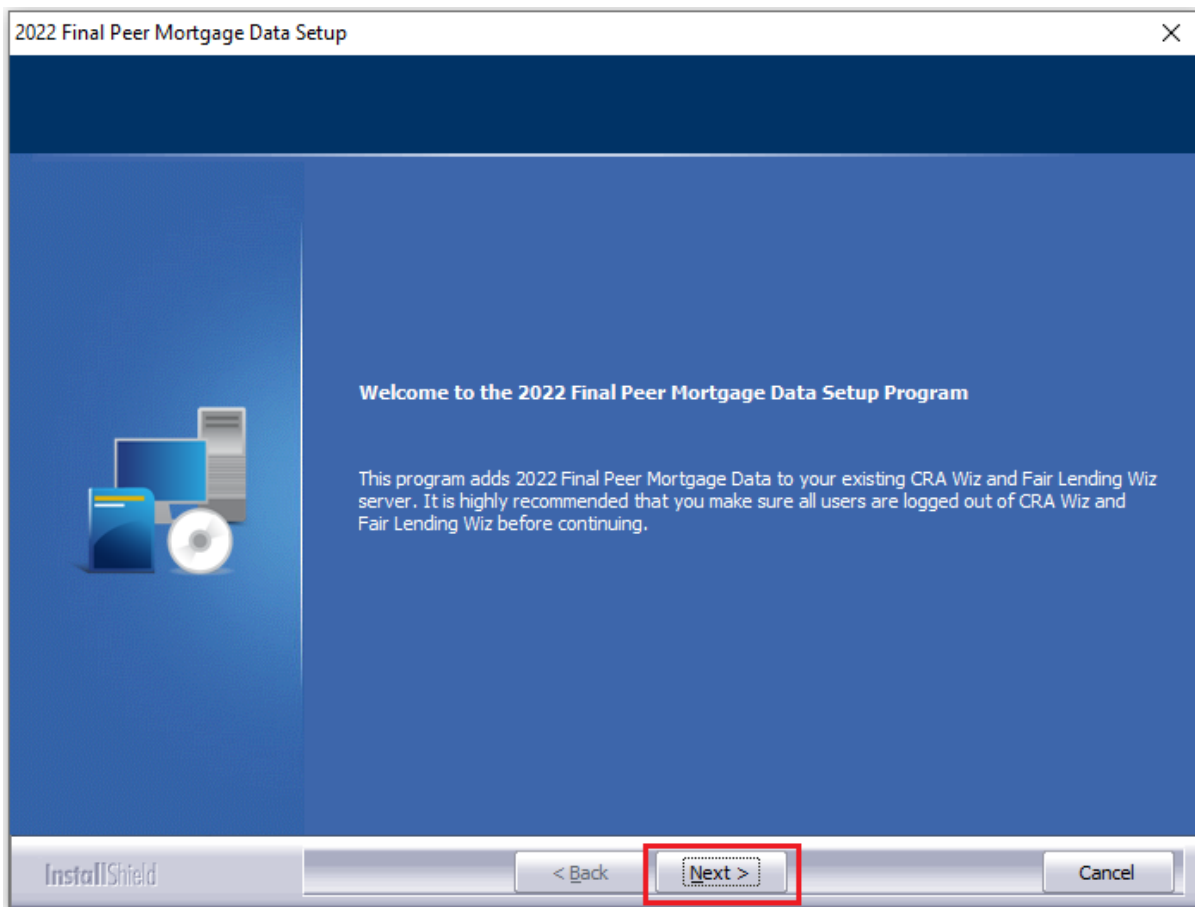 2022 Final Peer Mortgage Data Setup
Welcome to the 2022 Final Peer Mortgage Data Setup Program
This program adds 2022 Final Peer Mortgage Data to your existing CRA Wiz and Fair Lending Wiz
server. It is highly recommended that you make sure all users are logged out of CRA Wiz and
Fair Lending Wiz before continuing.
InstallShield
< Back
Next >
Cancel